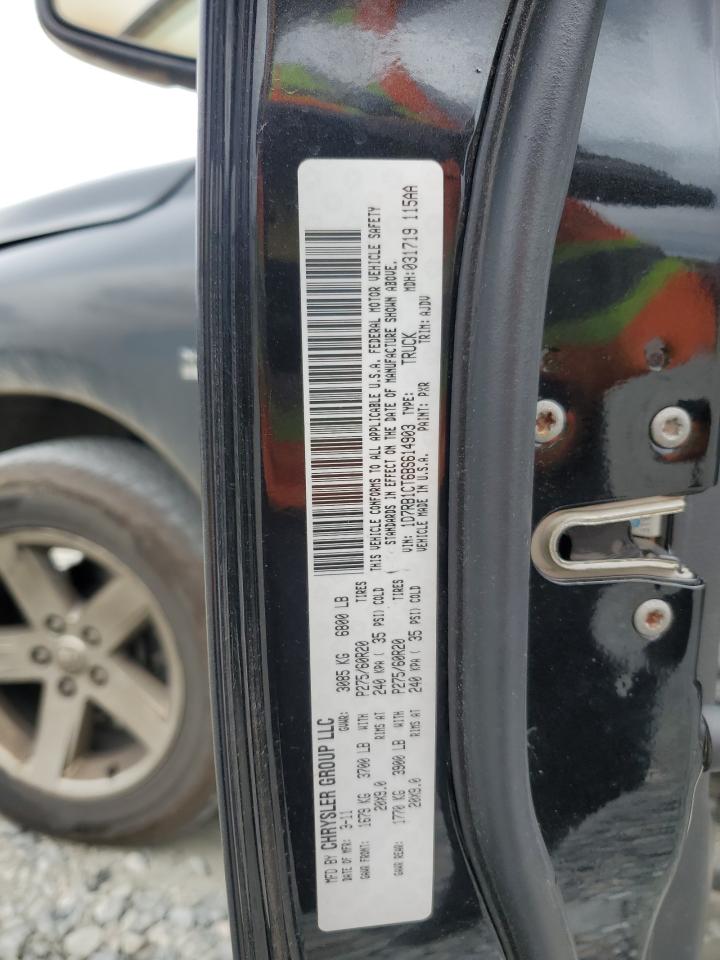 MFD BY CHRYSLER GROUP LLC
DATE OF MFR: 3-11 GVWR: 3085 KG 6800 LB
GAWR FRONT: 1679 KG 3700 LB WITH P275/60R20 TIRES
20X9.0 RIMS AT 240 KPA ( 35 PSI) COLD
GAWR REAR: 1770 KG 3900 LB WITH P275/60R20 TIRES
20X9.0 RIMS AT 240 KPA ( 35 PSI) COLD
THIS VEHICLE CONFORMS TO ALL APPLICABLE U.S.A. FEDERAL MOTOR VEHICLE SAFETY
STANDARDS IN EFFECT ON THE DATE OF MANUFACTURE SHOWN ABOVE.
VIN: 1D7RB1CT6BS614903 TYPE: TRUCK MDH:031719 115AA
VEHICLE MADE IN U.S.A. PAINT: PXR TRIM: AJDV